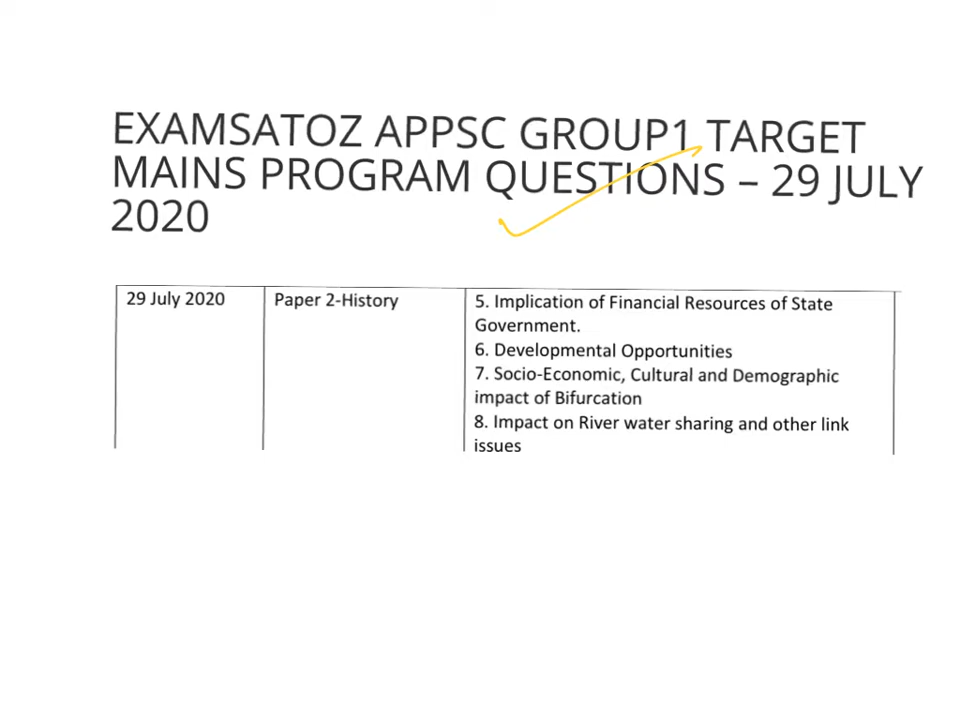 EXAMSATOZ APPSC GROUP1 TARGET
MAINS PROGRAM QUESTIONS – 29 JULY
2020
29 July 2020
Paper 2-History
5. Implication of Financial Resources of State
Government.
6. Developmental Opportunities
7. Socio-Economic, Cultural and Demographic
impact of Bifurcation
8. Impact on River water sharing and other link
issues